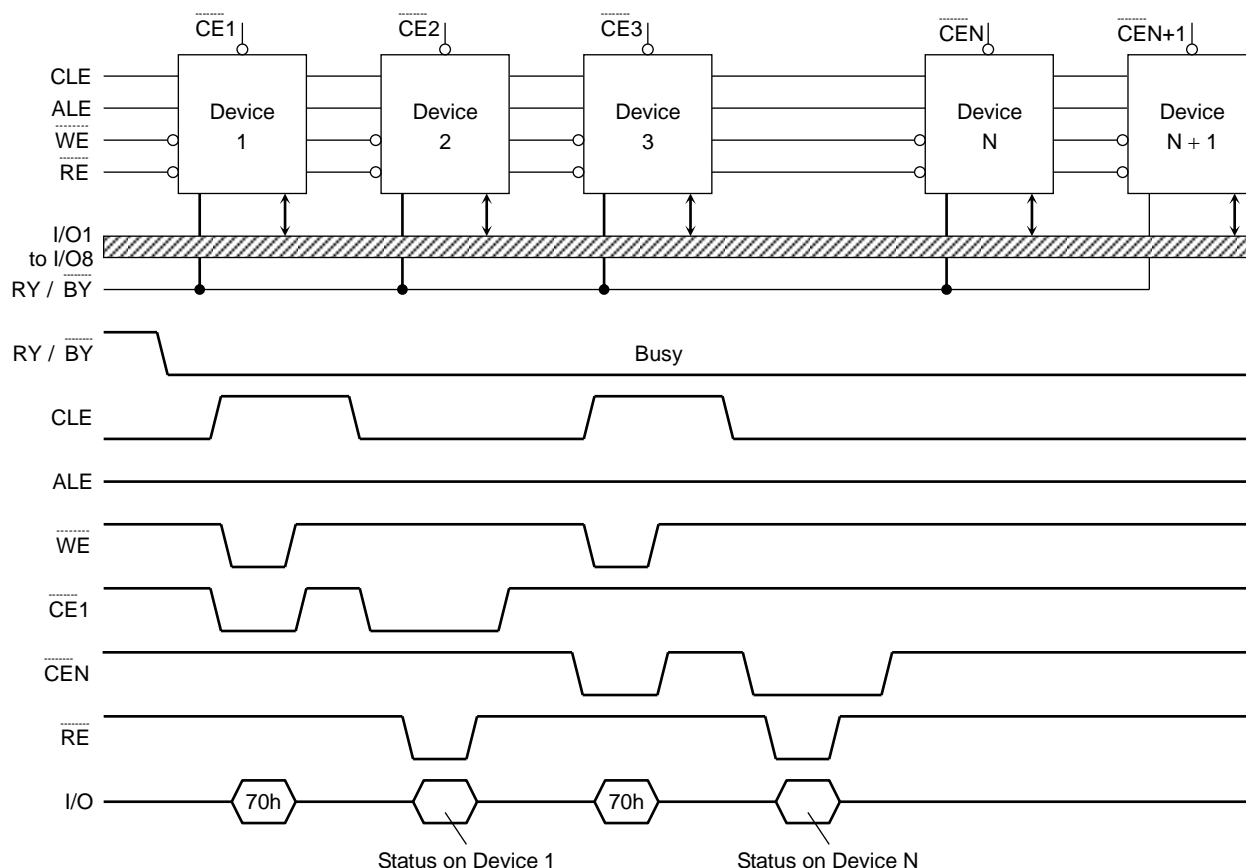 CE1 CE2 CE3 CEN CEN+1
CLE
ALE
WE
RE
Device
1
Device
2
Device
3
Device
N
Device
N + 1
I/O1
to I/O8
RY / BY
RY / BY
Busy
CLE
ALE
WE
CE1
CEN
RE
I/O
70h
70h
Status on Device 1
Status on Device N